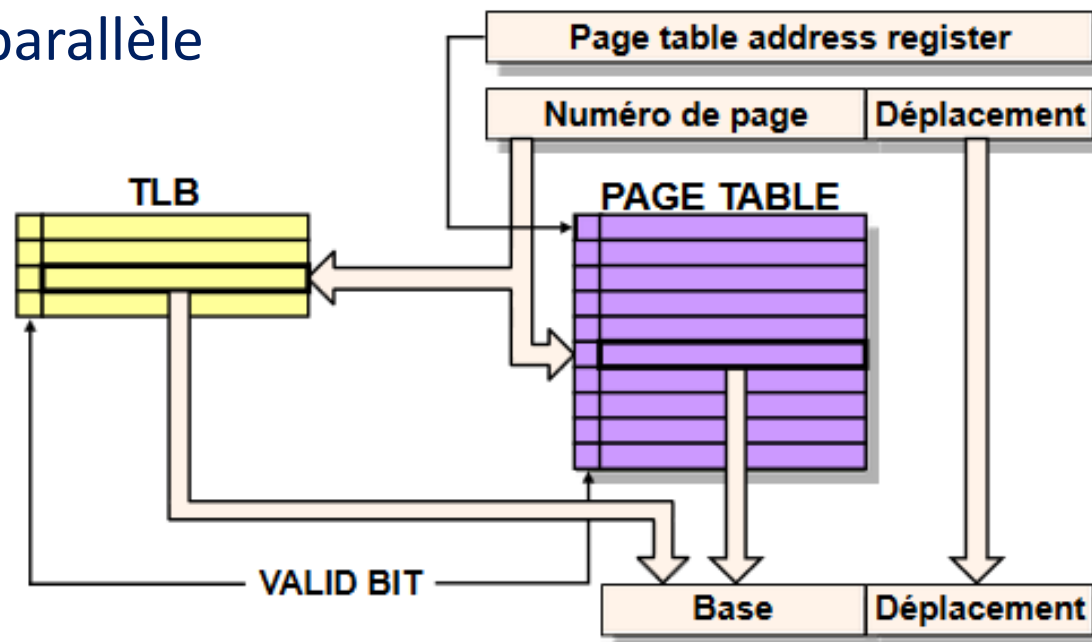 parallèle
Page table address register
Numéro de page
Déplacement
TLB
PAGE TABLE
VALID BIT
Base
Déplacement